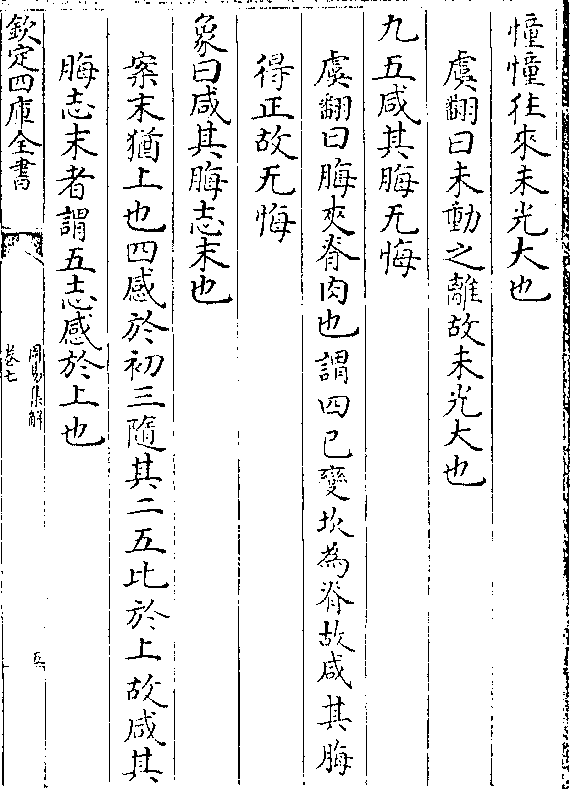 憧憧往來未光大也
虞翻曰未動之離故未光大也
九五咸其脢无悔
虞翻曰脢夾脊肉也謂四已變坎為脊故咸其脢
得正故无悔
象曰咸其脢志末也
案末猶上也四感於初三隨其二五比於上故咸其
脢志末者謂五志感於上也
欽定四庫全書
周易集解
卷七
五